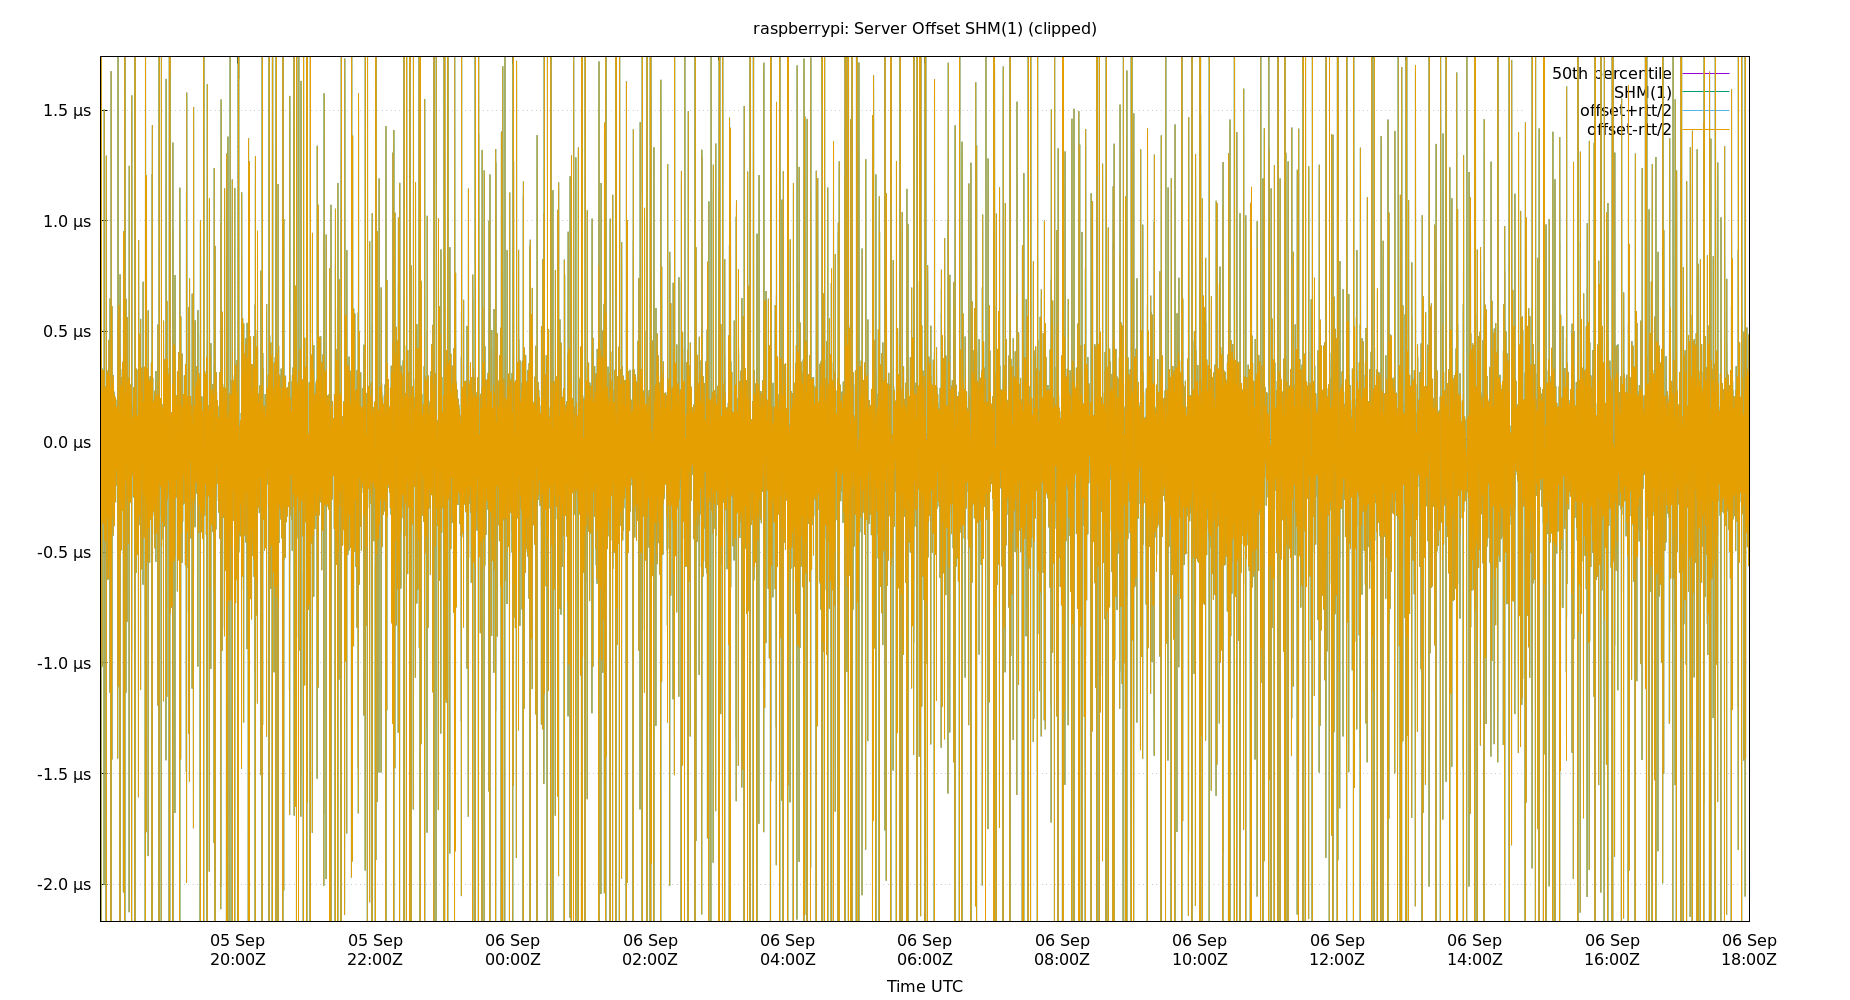 raspberrypi: Server Offset SHM(1) (clipped)
50th percentile
SHM(1)
offset+rtt/2
offset-rtt/2
1.5 µs
1.0 µs
0.5 µs
0.0 µs
-0.5 µs
-1.0 µs
-1.5 µs
-2.0 µs
05 Sep 05 Sep 06 Sep 06 Sep 06 Sep 06 Sep 06 Sep 06 Sep 06 Sep 06 Sep 06 Sep 06 Sep
20:00Z 22:00Z 00:00Z 02:00Z 04:00Z 06:00Z 08:00Z 10:00Z 12:00Z 14:00Z 16:00Z 18:00Z
Time UTC